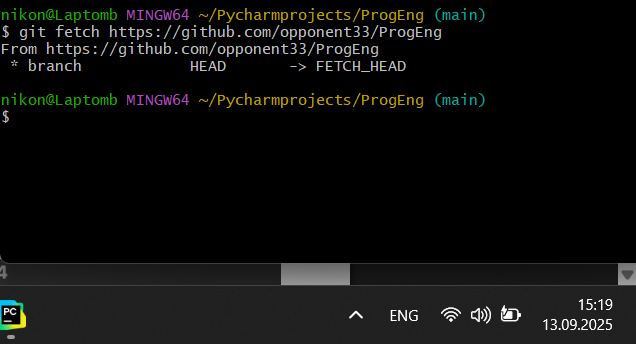 nikon@Laptomb MINGW64 ~/Pycharmprojects/ProgEng (main)
$ git fetch https://github.com/opponent33/ProgEng
From https://github.com/opponent33/ProgEng
 * branch            HEAD       -> FETCH_HEAD
nikon@Laptomb MINGW64 ~/Pycharmprojects/ProgEng (main)
$
4
PC
ENG
15:19
13.09.2025